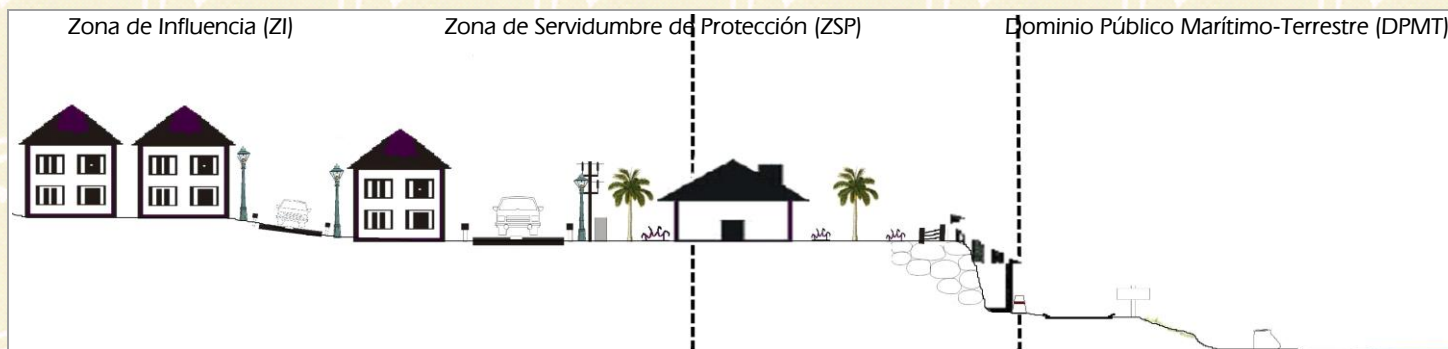 Zona de Influencia (ZI) Zona de Servidumbre de Protección (ZSP) Dominio Público Marítimo-Terrestre (DPMT)